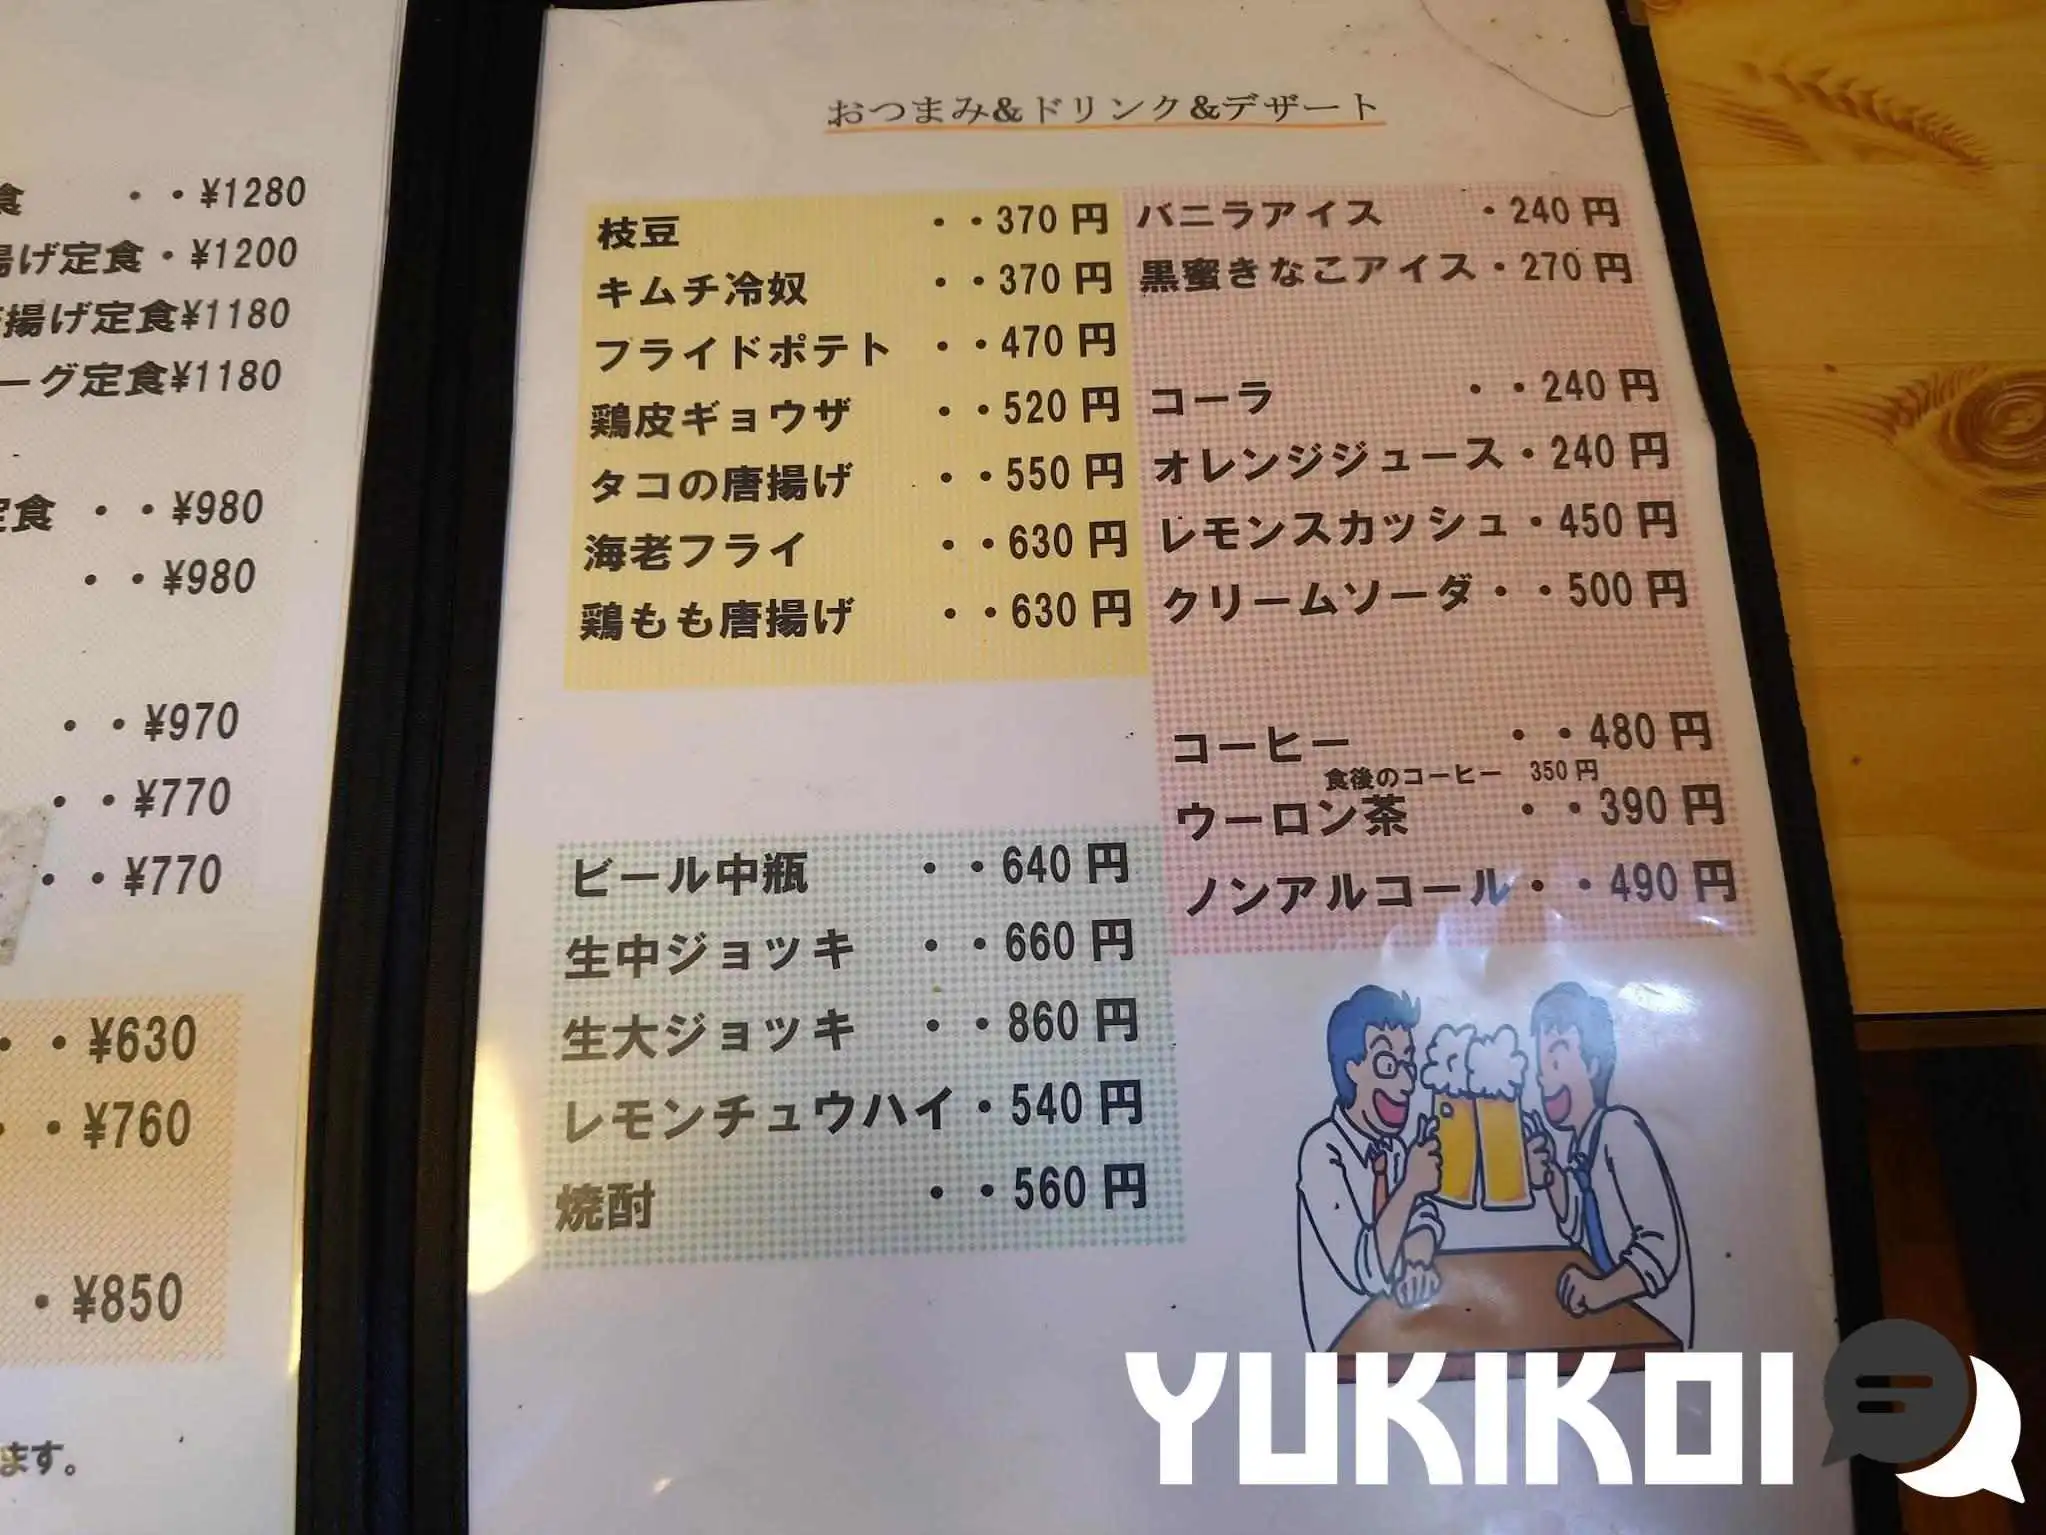 食 ・・¥1280
揚げ定食・¥1200
揚げ定食¥1180
ーグ定食¥1180
定食 ・・¥980
・・¥980
・・¥970
・・¥770
・・¥770
・・¥630
・・¥760
・¥850
ます。
おつまみ&ドリンク&デザート
枝豆 ・・370円
キムチ冷奴 ・・370円
フライドポテト ・・470円
鶏皮ギョウザ ・・520円
タコの唐揚げ ・・550円
海老フライ ・・630円
鶏もも唐揚げ ・・630円
ビール中瓶 ・・640円
生中ジョッキ ・・660円
生大ジョッキ ・・860円
レモンチュウハイ・540円
焼酎 ・・560円
バニラアイス ・240円
黒蜜きなこアイス・270円
コーラ ・・240円
オレンジジュース・240円
レモンスカッシュ・450円
クリームソーダ・・500円
コーヒー ・・480円
食後のコーヒー 350円
ウーロン茶 ・・390円
ノンアルコール・・490円
YUKIKOI